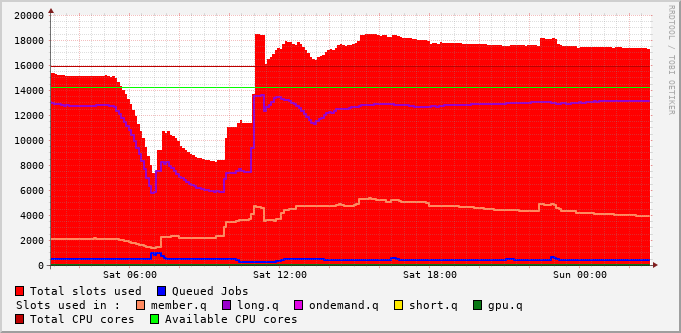 20000
18000
16000
14000
12000
10000
8000
6000
4000
2000
0
Sat 06:00 Sat 12:00 Sat 18:00 Sun 00:00
RRDTOOL / TOBI OETIKER
Total slots used Queued Jobs
Slots used in : member.q long.q ondemand.q short.q gpu.q
Total CPU cores Available CPU cores